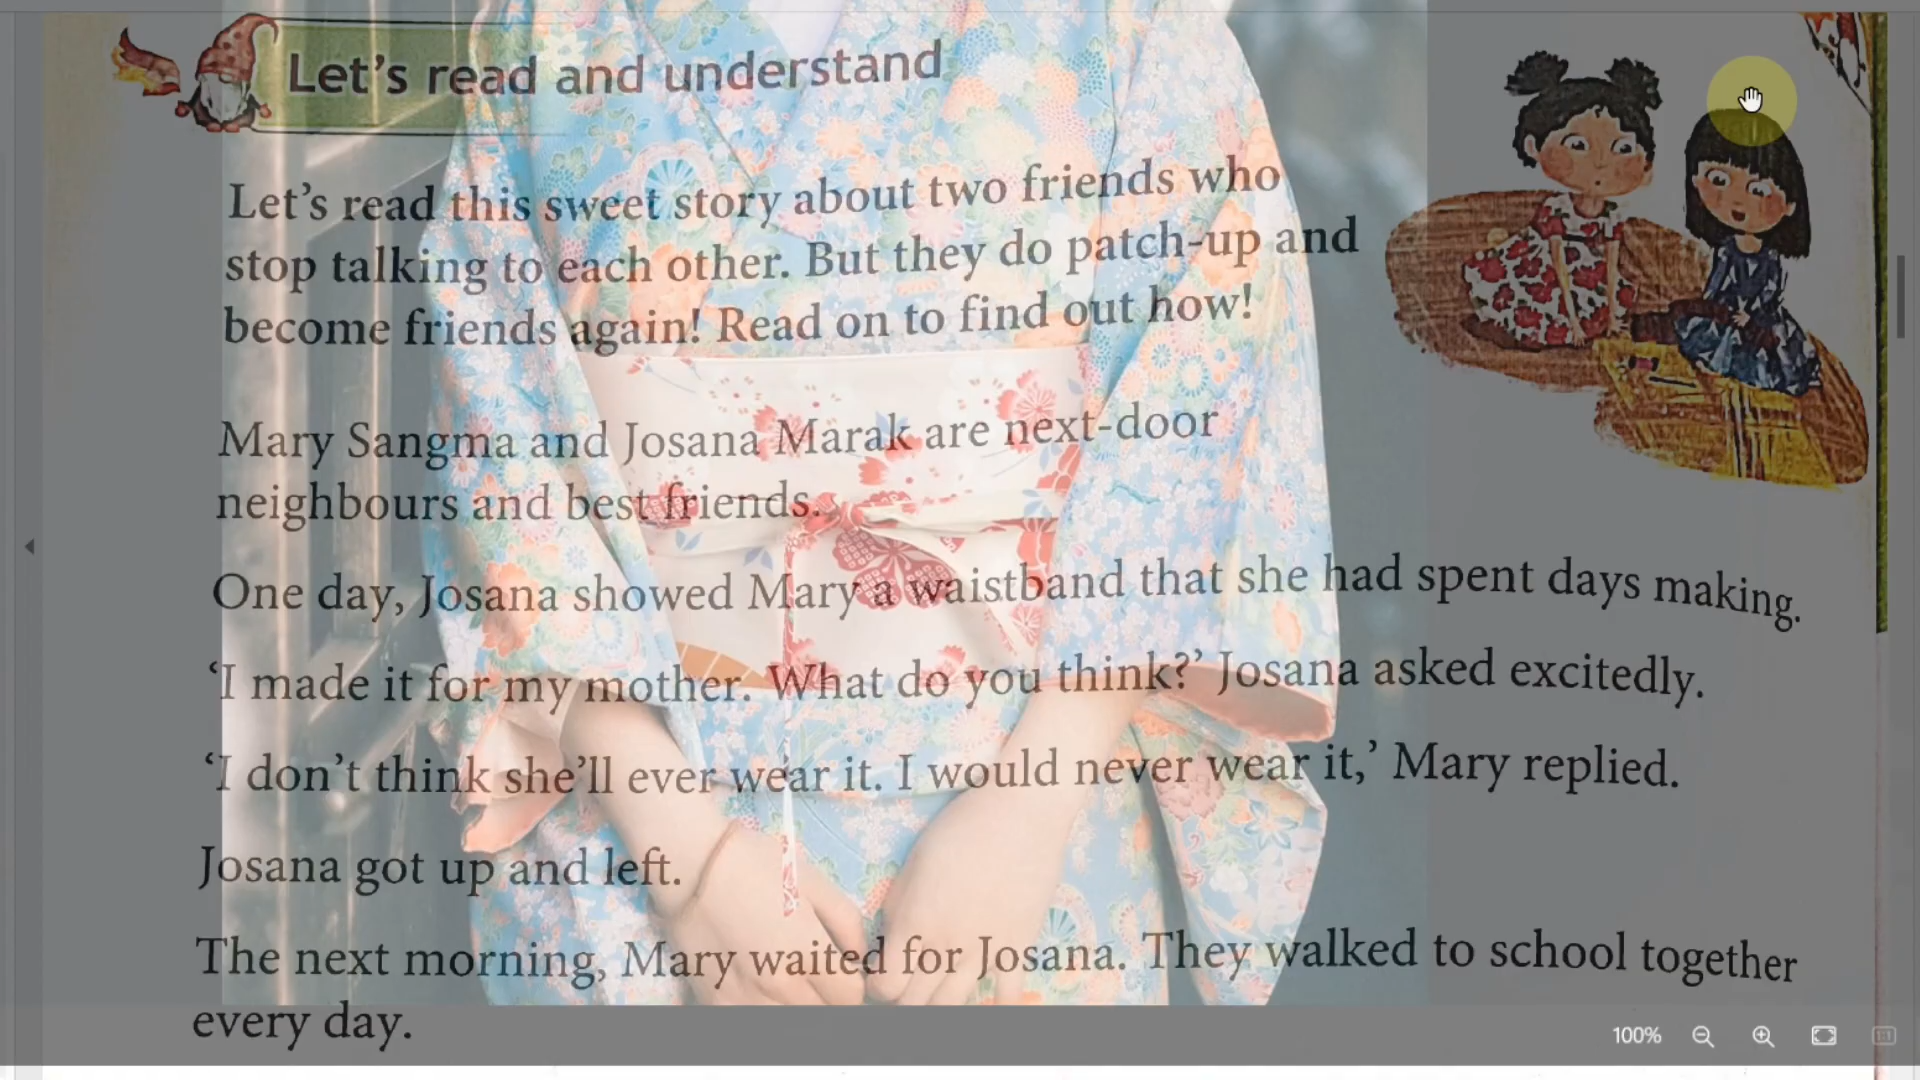 Let's read and understand
Let's read this sweet story about two friends who
stop talking to each other. But they do patch-up and
become friends again! Read on to find out how!
Mary Sangma and Josana Marak are next-door
neighbours and best friends.
One day, Josana showed Mary a waistband that she had spent days making.
‘I made it for my mother. What do you think?’ Josana asked excitedly.
‘I don’t think she’ll ever wear it. I would never wear it,’ Mary replied.
Josana got up and left.
The next morning, Mary waited for Josana. They walked to school together
every day.
100%